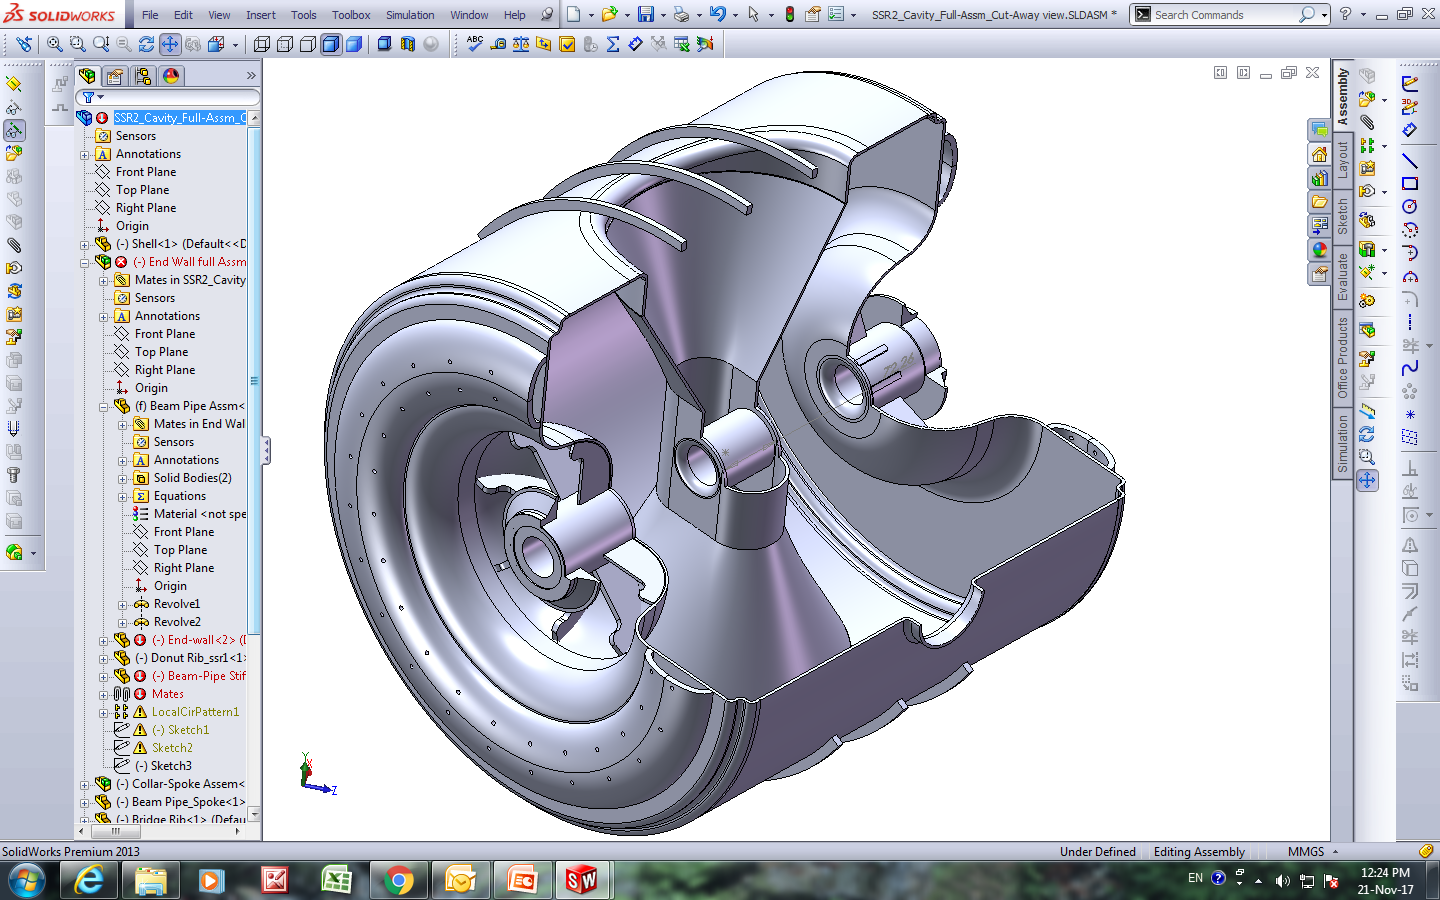 SOLIDWORKS
File Edit View Insert Tools Toolbox Simulation Window Help
SSR2_Cavity_Full-Assm_Cut-Away view.SLDASM *
Search Commands
SSR2_Cavity_Full-Assm_C
Sensors
Annotations
Front Plane
Top Plane
Right Plane
Origin
(-) Shell<1> (Default<<D
(-) End Wall full Assm
Mates in SSR2_Cavity
Sensors
Annotations
Front Plane
Top Plane
Right Plane
Origin
(f) Beam Pipe Assm<
Mates in End Wal
Sensors
Annotations
Solid Bodies(2)
Equations
Material <not spe
Front Plane
Top Plane
Right Plane
Origin
Revolve1
Revolve2
(-) End-wall<2> (D
(-) Donut Rib_ssr1<1>
(-) Beam-Pipe Stif
Mates
LocalCirPattern1
(-) Sketch1
Sketch2
(-) Sketch3
(-) Collar-Spoke Assem<
(-) Beam Pipe_Spoke<1>
(-) Bridge Rib<1> (Defau
Y
X
Z
Assembly
Layout
Sketch
Evaluate
Office Products
Simulation
SolidWorks Premium 2013
Under Defined Editing Assembly MMGS
EN
12:24 PM
21-Nov-17